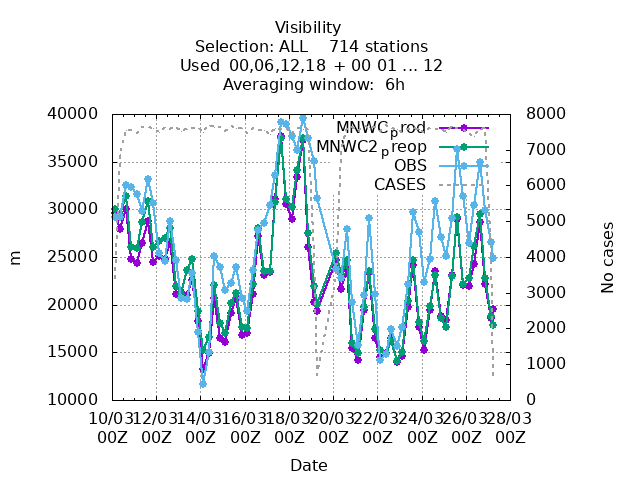 Visibility
Selection: ALL    714 stations
Used  00,06,12,18  + 00 01 ... 12
Averaging window:  6h
40000
35000
30000
25000
20000
15000
10000
m
8000
7000
6000
5000
4000
3000
2000
1000
0
No cases
MNWC_prod
MNWC2_preop
OBS
CASES
10/03 12/03 14/03 16/03 18/03 20/03 22/03 24/03 26/03 28/03
00Z 00Z 00Z 00Z 00Z 00Z 00Z 00Z 00Z 00Z
Date